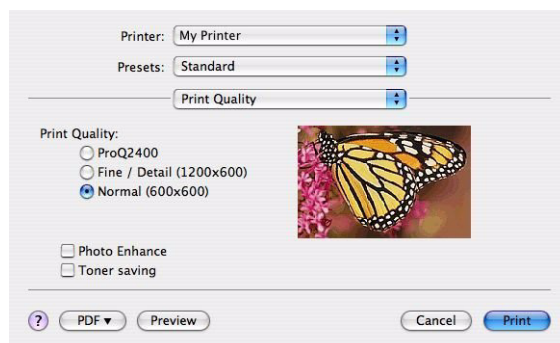 Printer: My Printer
Presets: Standard
Print Quality
Print Quality:
ProQ2400
Fine / Detail (1200x600)
Normal (600x600)
Photo Enhance
Toner saving
? PDF ▼ Preview Cancel Print